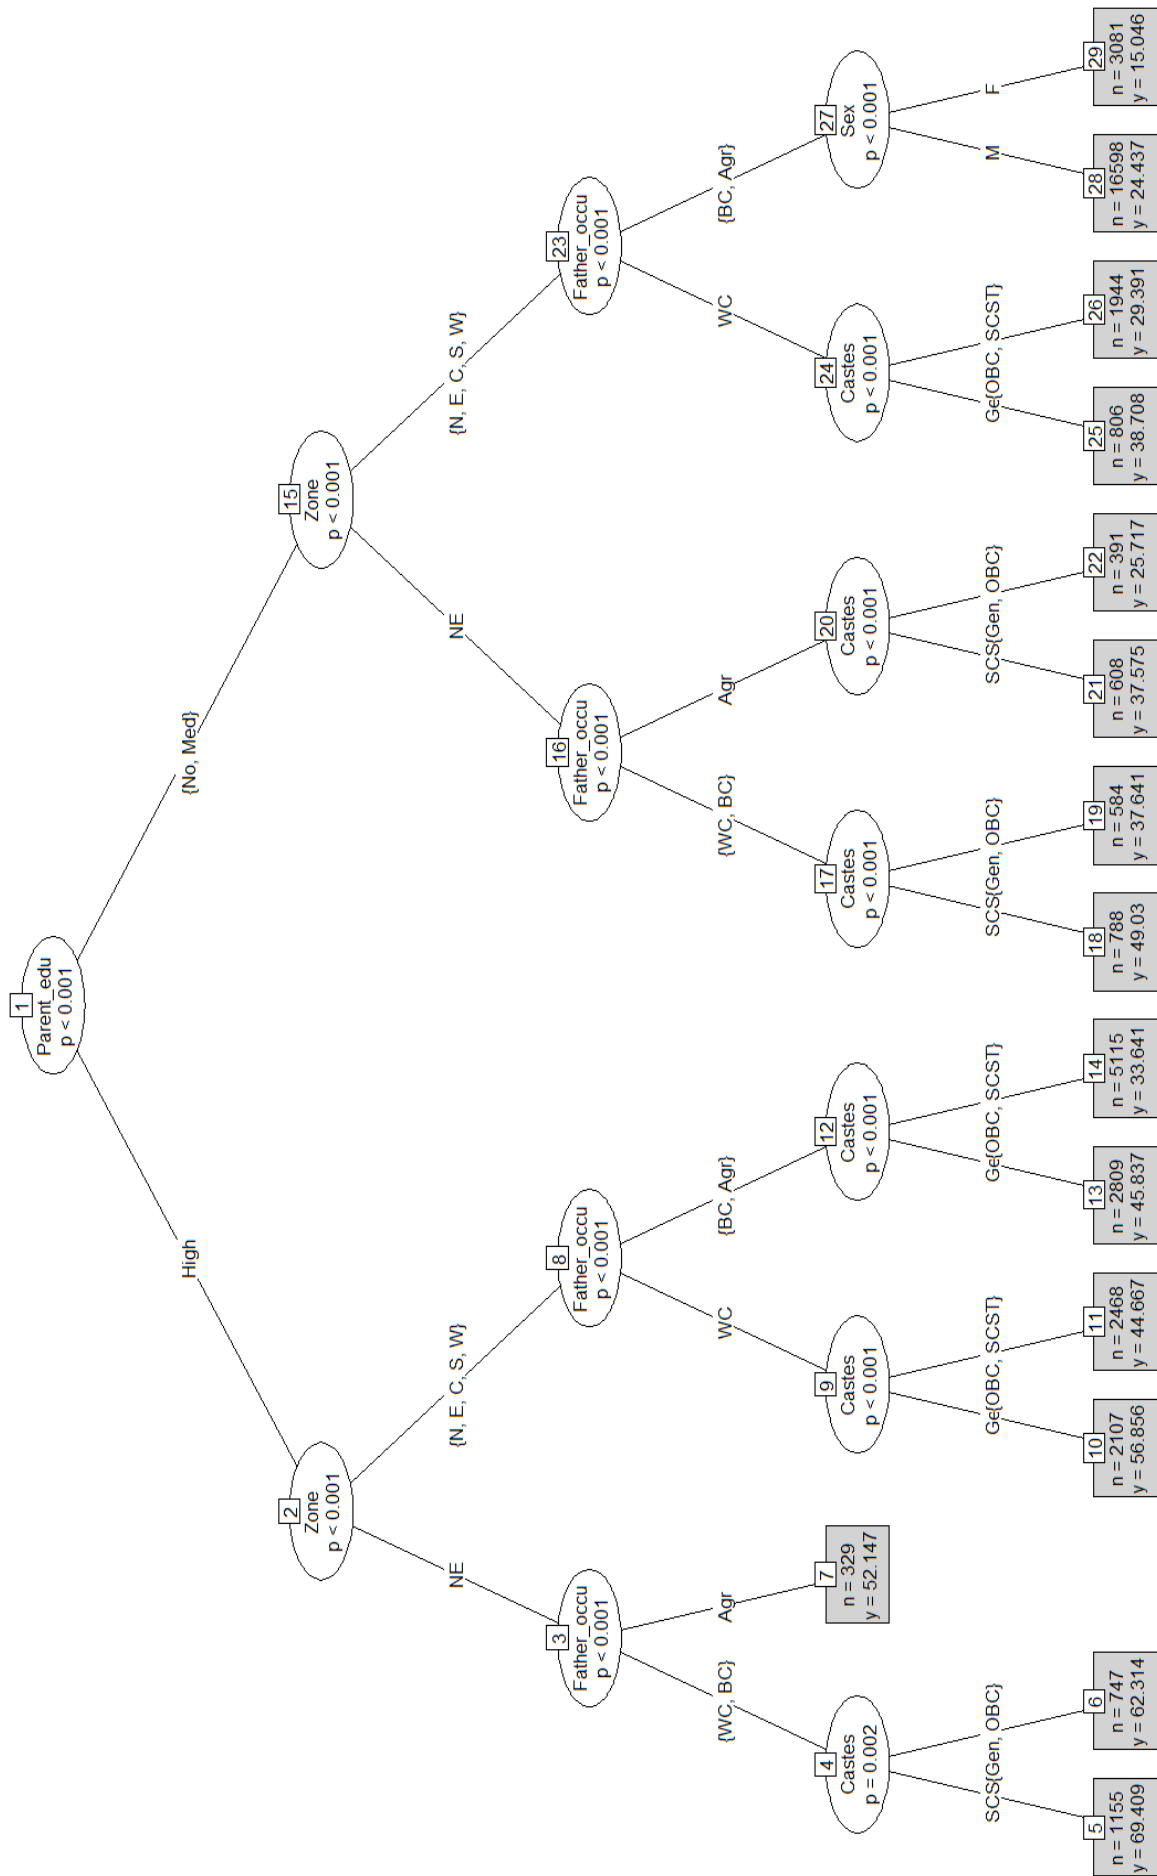 1
Parent_edu
p < 0.001
High
{No, Med}
2
Zone
p < 0.001
NE
{N, E, C, S, W}
3
Father_occu
p < 0.001
{WC, BC}
Agr
4
Castes
p = 0.002
SCS{Gen, OBC}
5
n = 1155
y = 69.409
6
n = 747
y = 62.314
7
n = 329
y = 52.147
8
Father_occu
p < 0.001
WC
{BC, Agr}
9
Castes
p < 0.001
Ge{OBC, SCST}
10
n = 2107
y = 56.856
11
n = 2468
y = 44.667
12
Castes
p < 0.001
Ge{OBC, SCST}
13
n = 2809
y = 45.837
14
n = 5115
y = 33.641
15
Zone
p < 0.001
NE
{N, E, C, S, W}
16
Father_occu
p < 0.001
{WC, BC}
Agr
17
Castes
p < 0.001
SCS{Gen, OBC}
18
n = 788
y = 49.03
19
n = 584
y = 37.641
20
Castes
p < 0.001
SCS{Gen, OBC}
21
n = 608
y = 37.575
22
n = 391
y = 25.717
23
Father_occu
p < 0.001
WC
{BC, Agr}
24
Castes
p < 0.001
Ge{OBC, SCST}
25
n = 806
y = 38.708
26
n = 1944
y = 29.391
27
Sex
p < 0.001
M
F
28
n = 16598
y = 24.437
29
n = 3081
y = 15.046